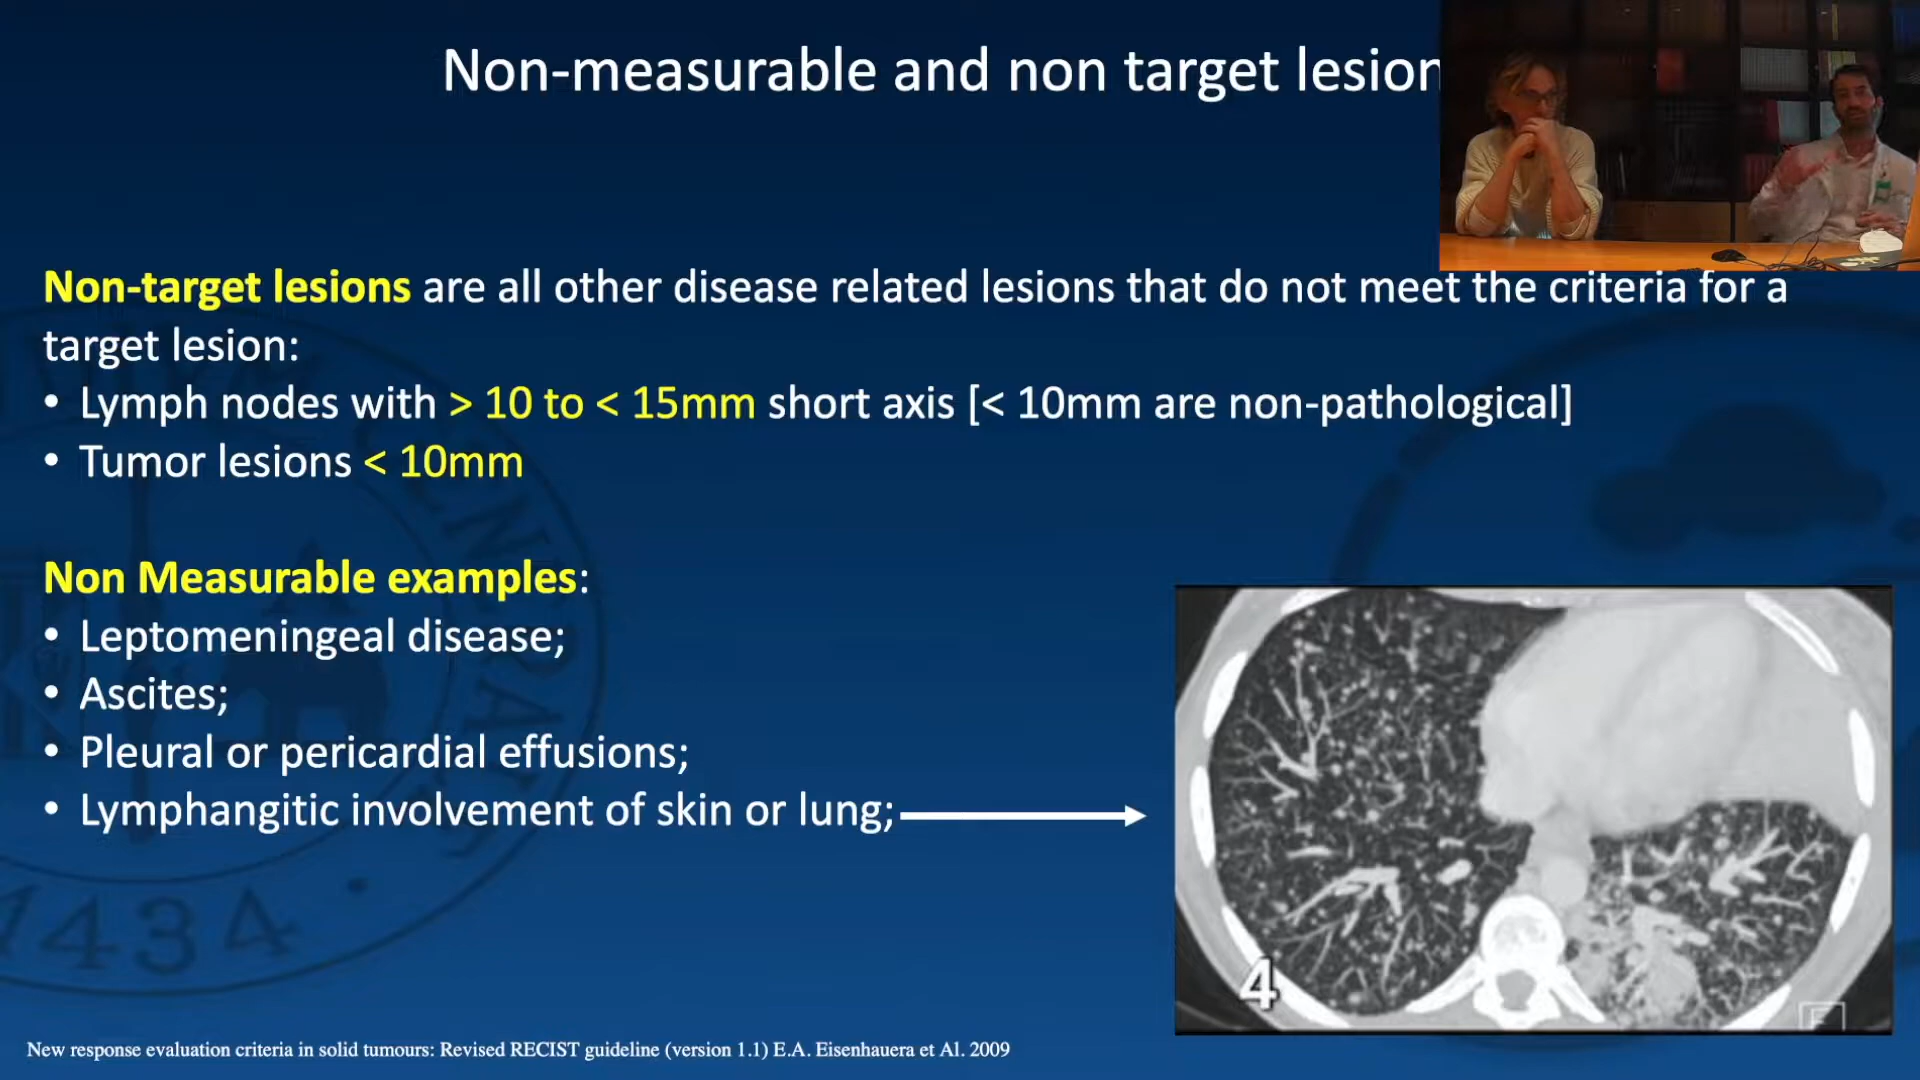 Non-measurable and non target lesion
Non-target lesions are all other disease related lesions that do not meet the criteria for a
target lesion:
• Lymph nodes with > 10 to < 15mm short axis [< 10mm are non-pathological]
• Tumor lesions < 10mm
Non Measurable examples:
• Leptomeningeal disease;
• Ascites;
• Pleural or pericardial effusions;
• Lymphangitic involvement of skin or lung;
4
1434
New response evaluation criteria in solid tumours: Revised RECIST guideline (version 1.1) E.A. Eisenhauera et Al. 2009